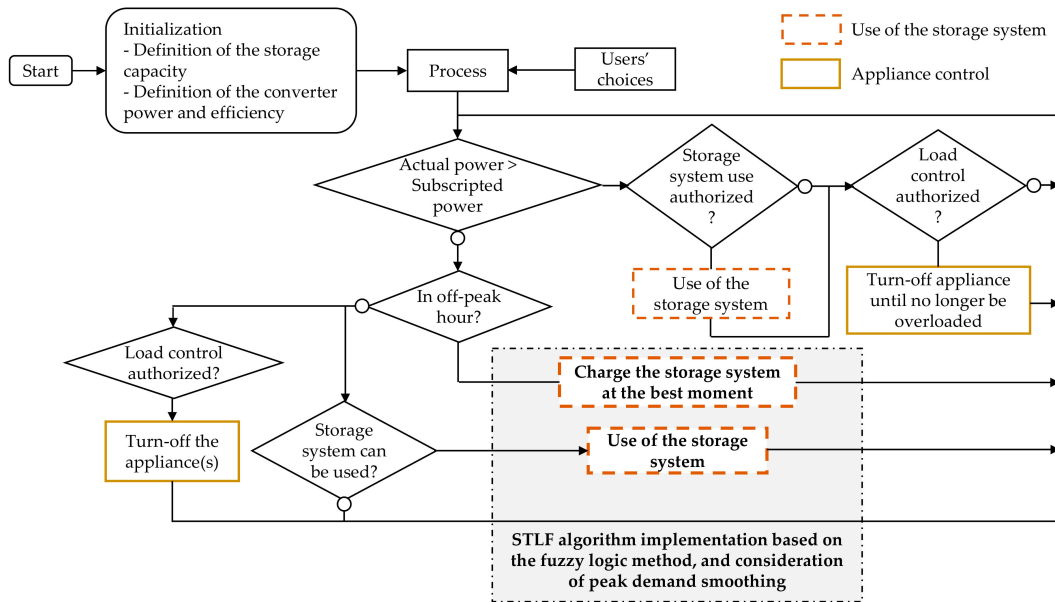 Start
Initialization
- Definition of the storage
capacity
- Definition of the converter
power and efficiency
Process
Users'
choices
Use of the storage system
Appliance control
Actual power >
Subscripted
power
Storage
system use
authorized
?
Load
control
authorized
?
Use of the
storage system
Turn-off appliance
until no longer be
overloaded
In off-peak
hour?
Load control
authorized?
Charge the storage system
at the best moment
Turn-off the
appliance(s)
Storage
system can
be used?
Use of the storage
system
STLF algorithm implementation based on
the fuzzy logic method, and consideration
of peak demand smoothing